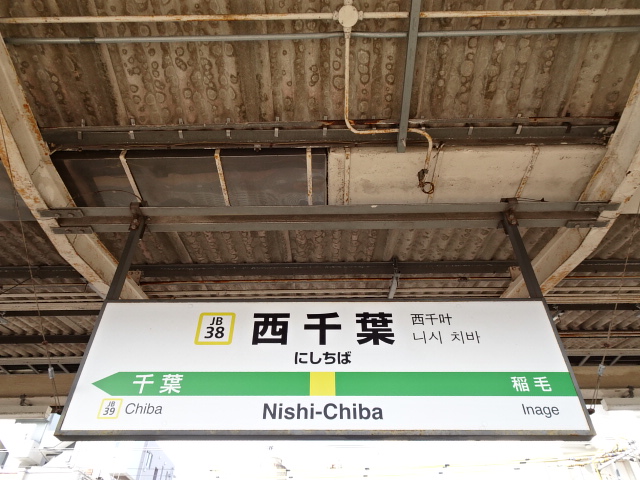 JB
38
西千葉
西千叶
니시 치바
にしちば
千葉
稲毛
JB
39
Chiba
Nishi-Chiba
Inage